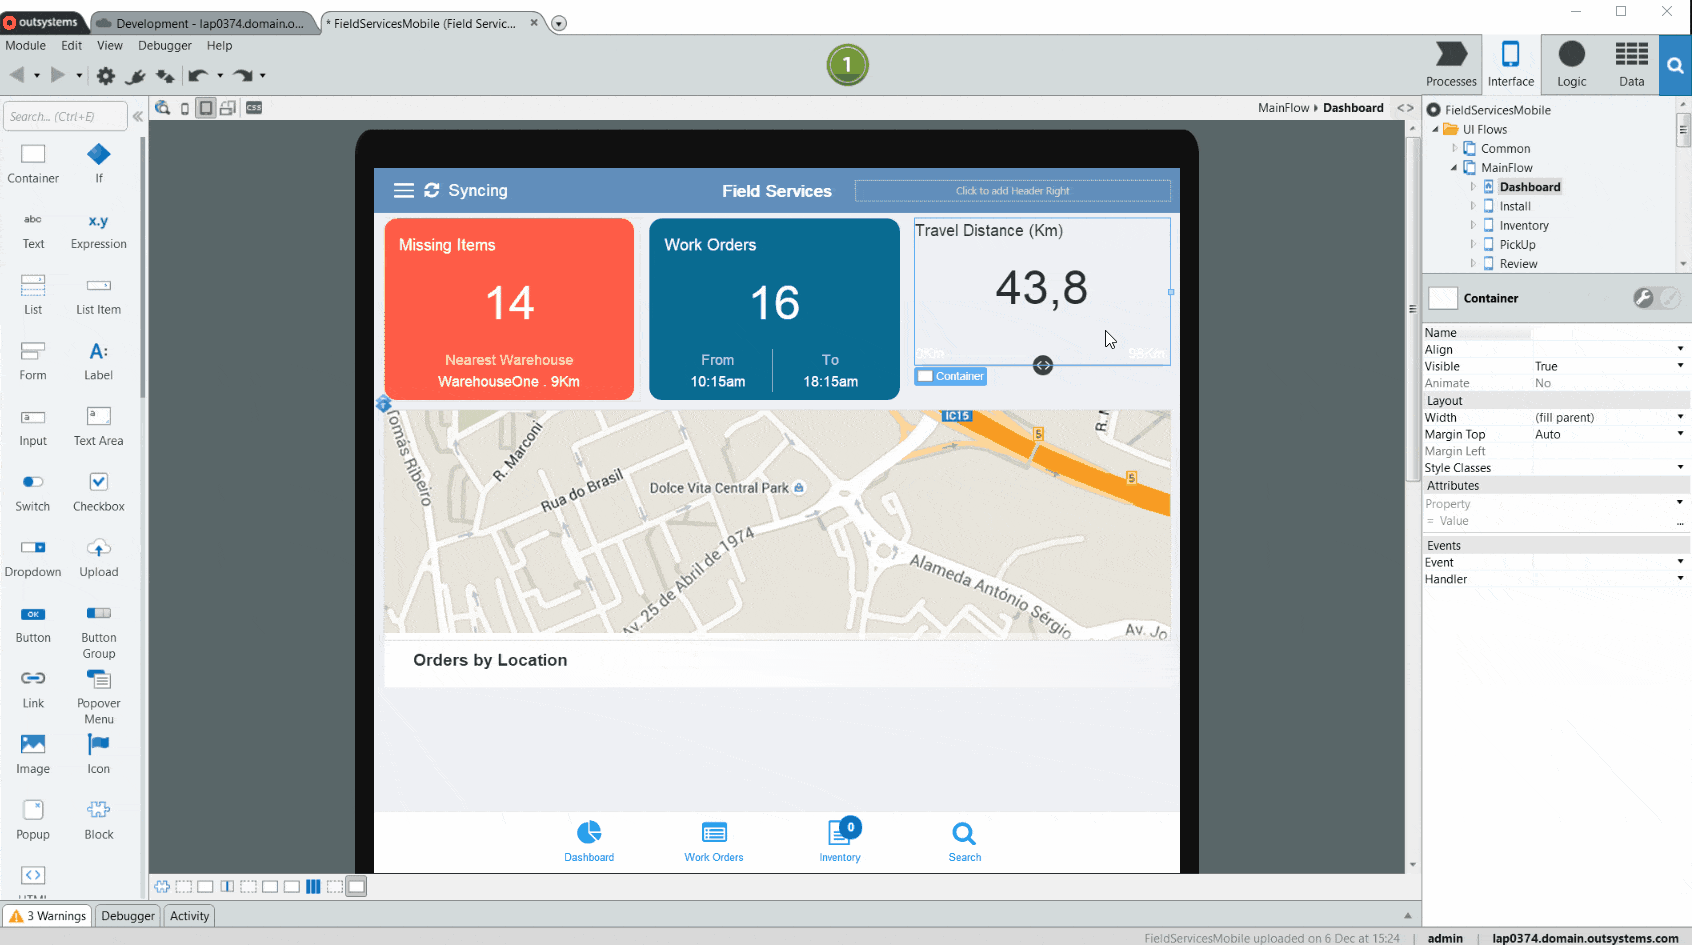 outsystems
Development - lap0374.domain.o...
* FieldServicesMobile (Field Servic...
Module Edit View Debugger Help
1
Processes Interface Logic Data
Search... (Ctrl+E)
CSS
MainFlow Dashboard
Container If
abc
Text
x.y
Expression
List List Item
Form
A:
Label
Input
a
Text Area
Switch Checkbox
Dropdown Upload
OK
Button
Button Group
Link
Popover Menu
Image Icon
Popup Block
HTML
Syncing
Field Services
Click to add Header Right
Missing Items
14
Nearest Warehouse
WarehouseOne . 9Km
Work Orders
16
From To
10:15am 18:15am
Travel Distance (Km)
43,8
0Km 98Km
Container
Tomás Ribeiro
R. Marconi
Rua do Brasil
Dolce Vita Central Park
Av. 25 de Abril de 1974
IC15
5
5
R.
Alameda António Sérgio
Av. Jo
Orders by Location
Dashboard
Work Orders
0
Inventory
Search
FieldServicesMobile
UI Flows
Common
MainFlow
Dashboard
Install
Inventory
PickUp
Review
Container
Name
Align
Visible True
Animate No
Layout
Width (fill parent)
Margin Top Auto
Margin Left
Style Classes
Attributes
Property
= Value ...
Events
Event
Handler
3 Warnings Debugger Activity
FieldServicesMobile uploaded on 6 Dec at 15:24 | admin | lap0374.domain.outsystems.com